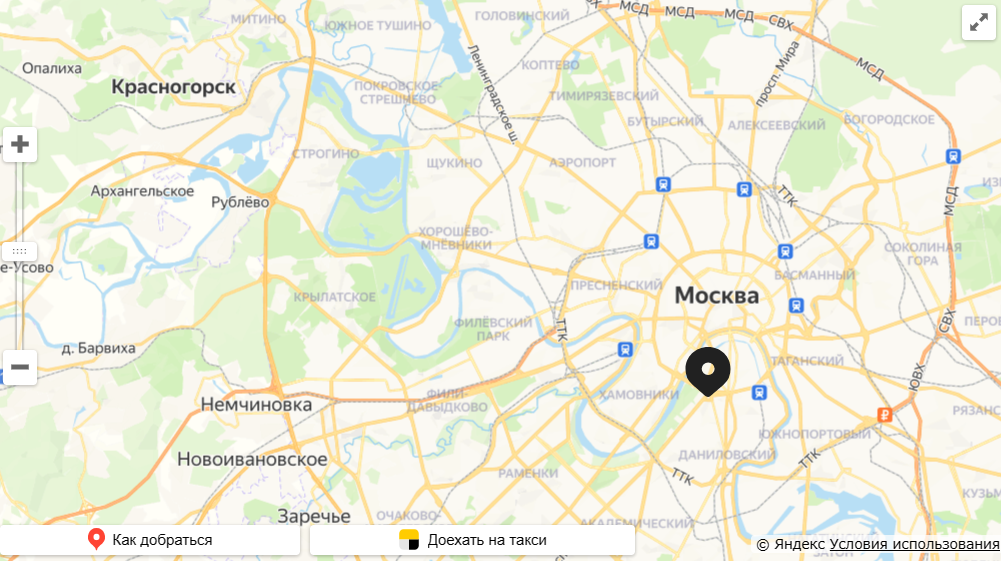 МИТИНО
ЮЖНОЕ ТУШИНО
ГОЛОВИНСКИЙ
МСД
МСД
МСД
СВХ
Опалиха
Красногорск
ПОКРОВСКОЕ-
СТРЕШНЕВО
Ленинградское ш.
КОПТЕВО
ТИМИРЯЗЕВСКИЙ
просп. Мира
МСД
БУТЫРСКИЙ
АЛЕКСЕЕВСКИЙ
БОГОРОДСКОЕ
СТРОГИНО
ЩУКИНО
АЭРОПОРТ
Архангельское
Рублёво
ТТК
МСД
ХОРОШЁВО-
МНЕВНИКИ
СОКОЛИНАЯ
ГОРА
е-Усово
БАСМАННЫЙ
КРЫЛАТСКОЕ
ПРЕСНЕНСКИЙ
Москва
ФИЛЁВСКИЙ
ПАРК
ТТК
СВХ
ПЕРОВ
д. Барвиха
ТАГАНСКИЙ
ЮВХ
Немчиновка
ФИЛИ-
ДАВЫДКОВО
ХАМОВНИКИ
РЯЗАНС
ЮЖНОПОРТОВЫЙ
Новоивановское
ДАНИЛОВСКИЙ
ТТК
РАМЕНКИ
ТТК
КУЗЬМ
Заречье
ОЧАКОВО-
АКАДЕМИЧЕСКИЙ
Как добраться
Доехать на такси
© Яндекс Условия использования